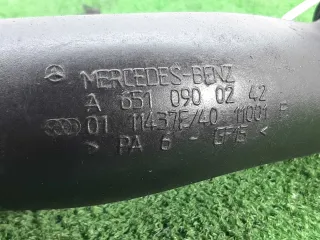 MERCEDES-BENZ
A 651 090 02 42
01 11437E/40 11001 F
> PA 6 - GF15 <